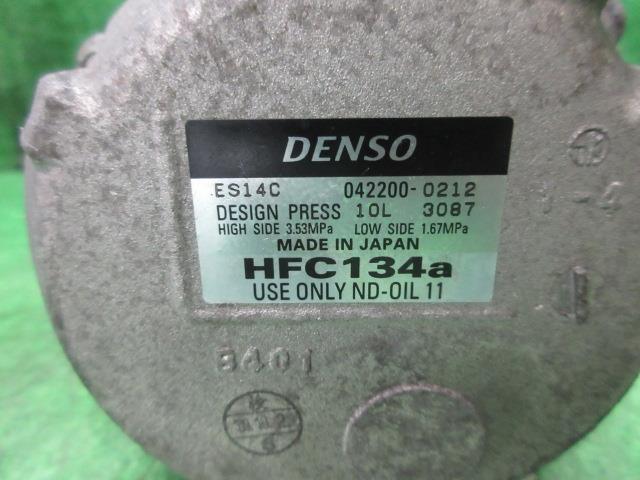 DENSO
ES14C 042200-0212
DESIGN PRESS 10L 3087
HIGH SIDE 3.53MPa LOW SIDE 1.67MPa
MADE IN JAPAN
HFC134a
USE ONLY ND-OIL 11